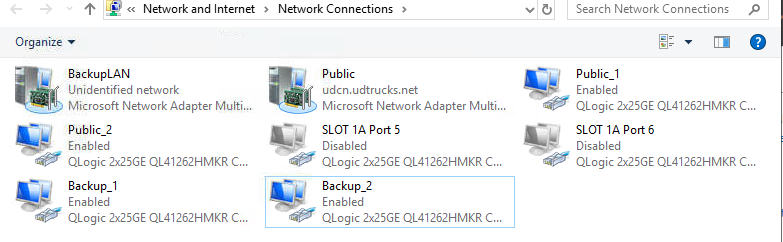 « Network and Internet › Network Connections ›
Search Network Connections
Organize
BackupLAN
Unidentified network
Microsoft Network Adapter Multi...
Public
udcn.udtrucks.net
Microsoft Network Adapter Multi...
Public_1
Enabled
QLogic 2x25GE QL41262HMKR C...
Public_2
Enabled
QLogic 2x25GE QL41262HMKR C...
SLOT 1A Port 5
Disabled
QLogic 2x25GE QL41262HMKR C...
SLOT 1A Port 6
Disabled
QLogic 2x25GE QL41262HMKR C...
Backup_1
Enabled
QLogic 2x25GE QL41262HMKR C...
Backup_2
Enabled
QLogic 2x25GE QL41262HMKR C...